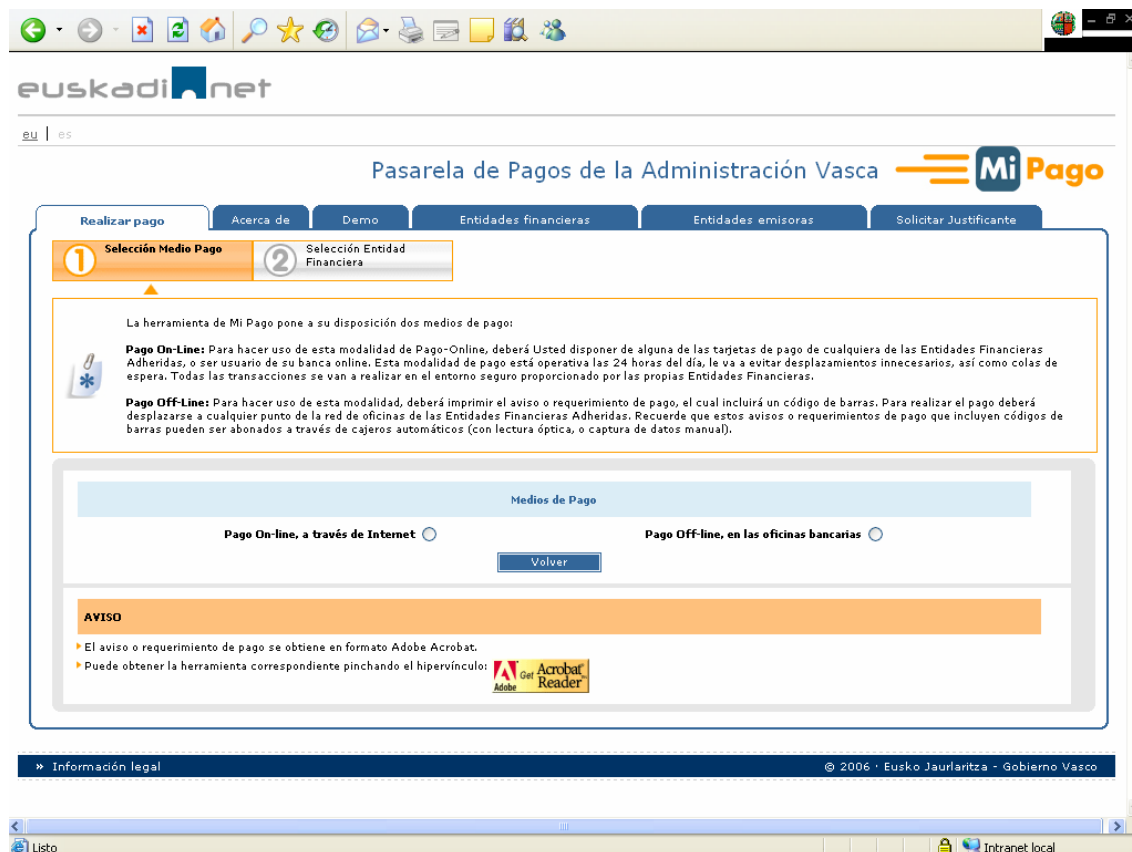 euskadi net
eu | es
Pasarela de Pagos de la Administración Vasca Mi Pago
Realizar pago Acerca de Demo Entidades financieras Entidades emisoras Solicitar Justificante
1 Selección Medio Pago 2 Selección Entidad
Financiera
La herramienta de Mi Pago pone a su disposición dos medios de pago:
Pago On-Line: Para hacer uso de esta modalidad de Pago-Online, deberá Usted disponer de alguna de las tarjetas de pago de cualquiera de las Entidades Financieras
Adheridas, o ser usuario de su banca online. Esta modalidad de pago está operativa las 24 horas del día, le va a evitar desplazamientos innecesarios, así como colas de
espera. Todas las transacciones se van a realizar en el entorno seguro proporcionado por las propias Entidades Financieras.
Pago Off-Line: Para hacer uso de esta modalidad, deberá imprimir el aviso o requerimiento de pago, el cual incluirá un código de barras. Para realizar el pago deberá
desplazarse a cualquier punto de la red de oficinas de las Entidades Financieras Adheridas. Recuerde que estos avisos o requerimientos de pago que incluyen códigos de
barras pueden ser abonados a través de cajeros automáticos (con lectura óptica, o captura de datos manual).
Medios de Pago
Pago On-line, a través de Internet Pago Off-line, en las oficinas bancarias
Volver
AVISO
El aviso o requerimiento de pago se obtiene en formato Adobe Acrobat.
Puede obtener la herramienta correspondiente pinchando el hipervínculo: Adobe Get Acrobat Reader
» Información legal © 2006 · Eusko Jaurlaritza - Gobierno Vasco
Listo Intranet local